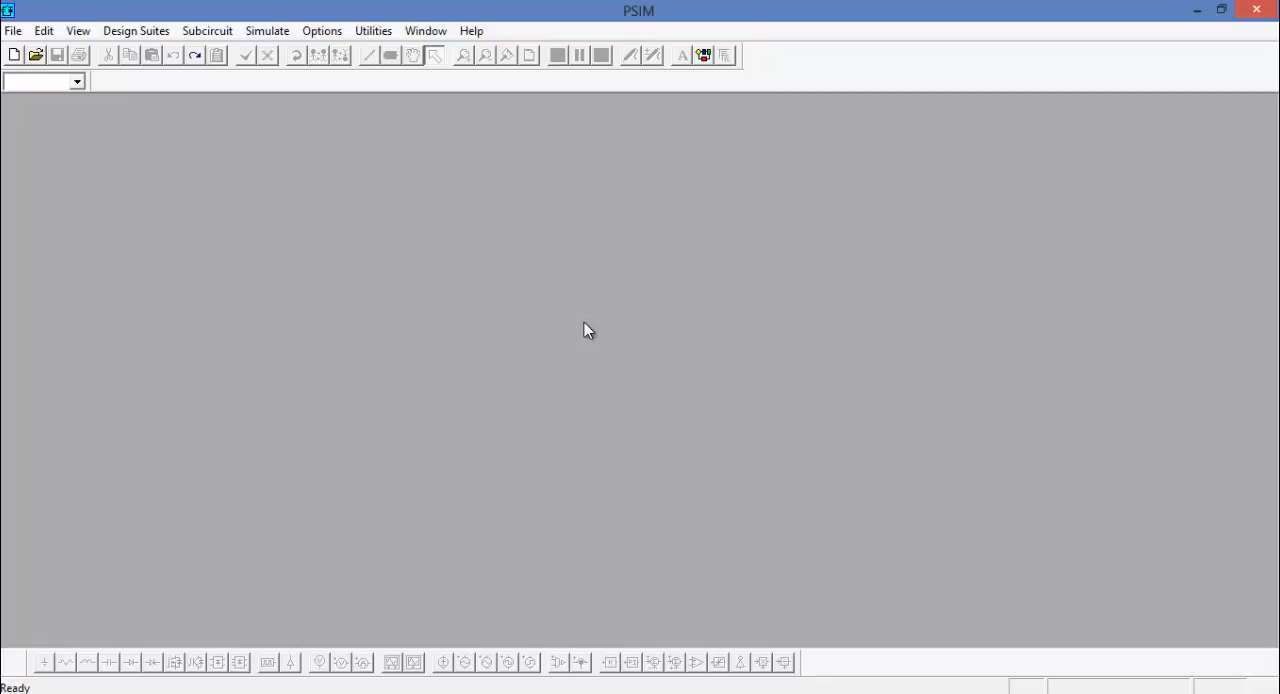 PSIM
File Edit View Design Suites Subcircuit Simulate Options Utilities Window Help
A
Ready